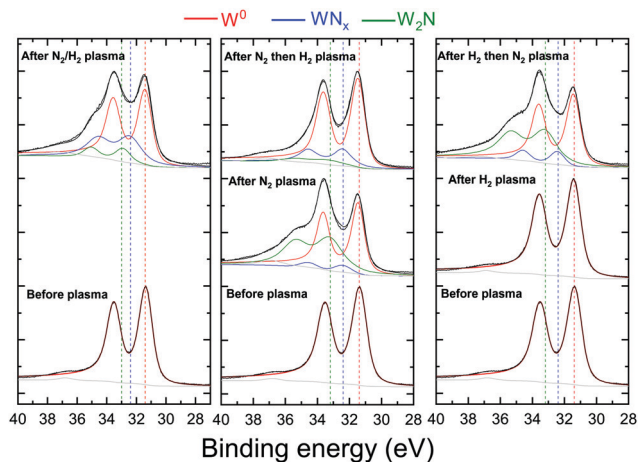 W⁰ WNₓ W₂N
After N₂/H₂ plasma
Before plasma
40 38 36 34 32 30 28
After N₂ then H₂ plasma
After N₂ plasma
Before plasma
40 38 36 34 32 30 28
After H₂ then N₂ plasma
After H₂ plasma
Before plasma
40 38 36 34 32 30 28
Binding energy (eV)